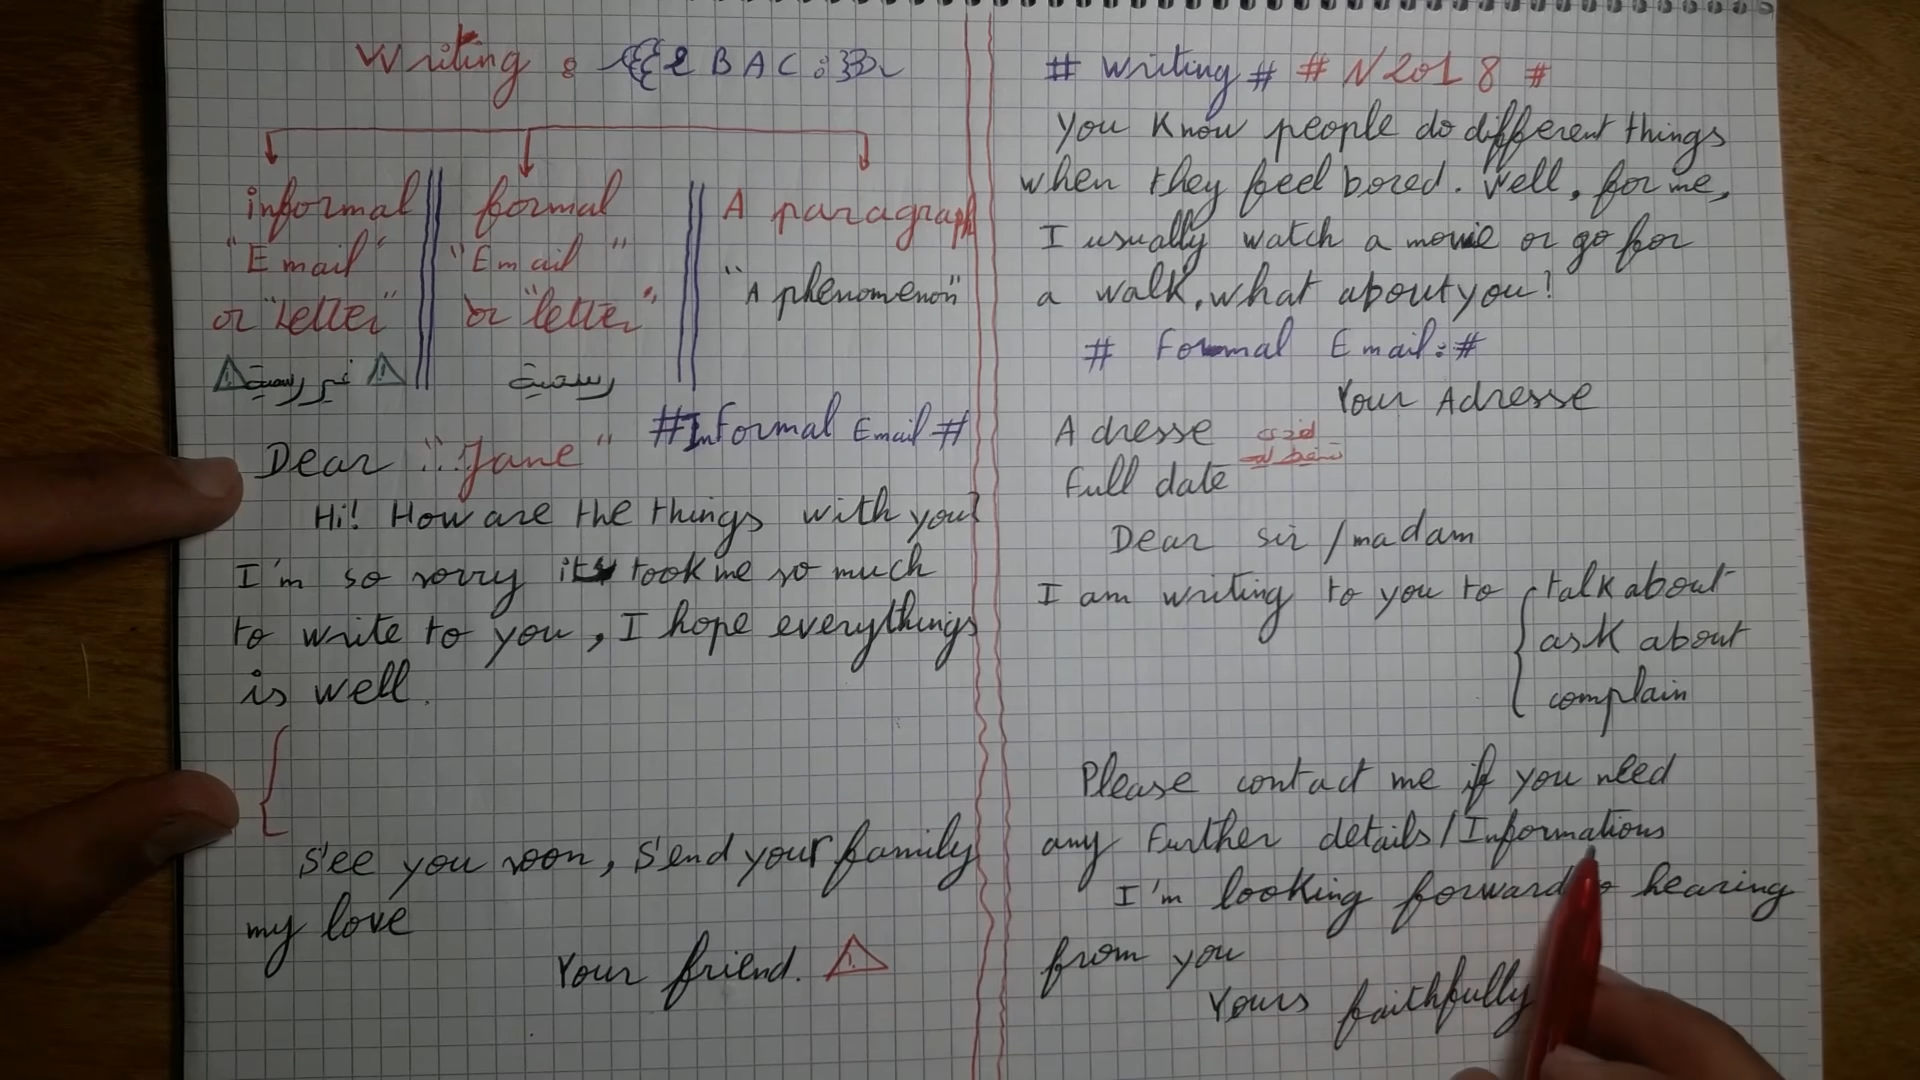 Writing : 2 BAC :
informal
"Email"
or "Letter"
غير رسمية
formal
"Email"
or "letter"
رسمية
A paragraph
"A phenomenon"
# Informal Email #
Dear "... Jane"
Hi! How are the things with you?
I'm so sorry it took me so much
to write to you, I hope everythings
is well.
See you soon, Send your family
my love
Your friend.
# Writing # # N2018 #
You Know people do different things
when they feel bored. Well, for me,
I usually watch a movie or go for
a walk, what about you!
# Formal Email: #
Your Adresse
Adresse
Full date
Dear sir / madam
I am writing to you to talk about
ask about
complain
Please contact me if you need
any Further details / Informations
I'm looking forward hearing
from you
Yours faithfully